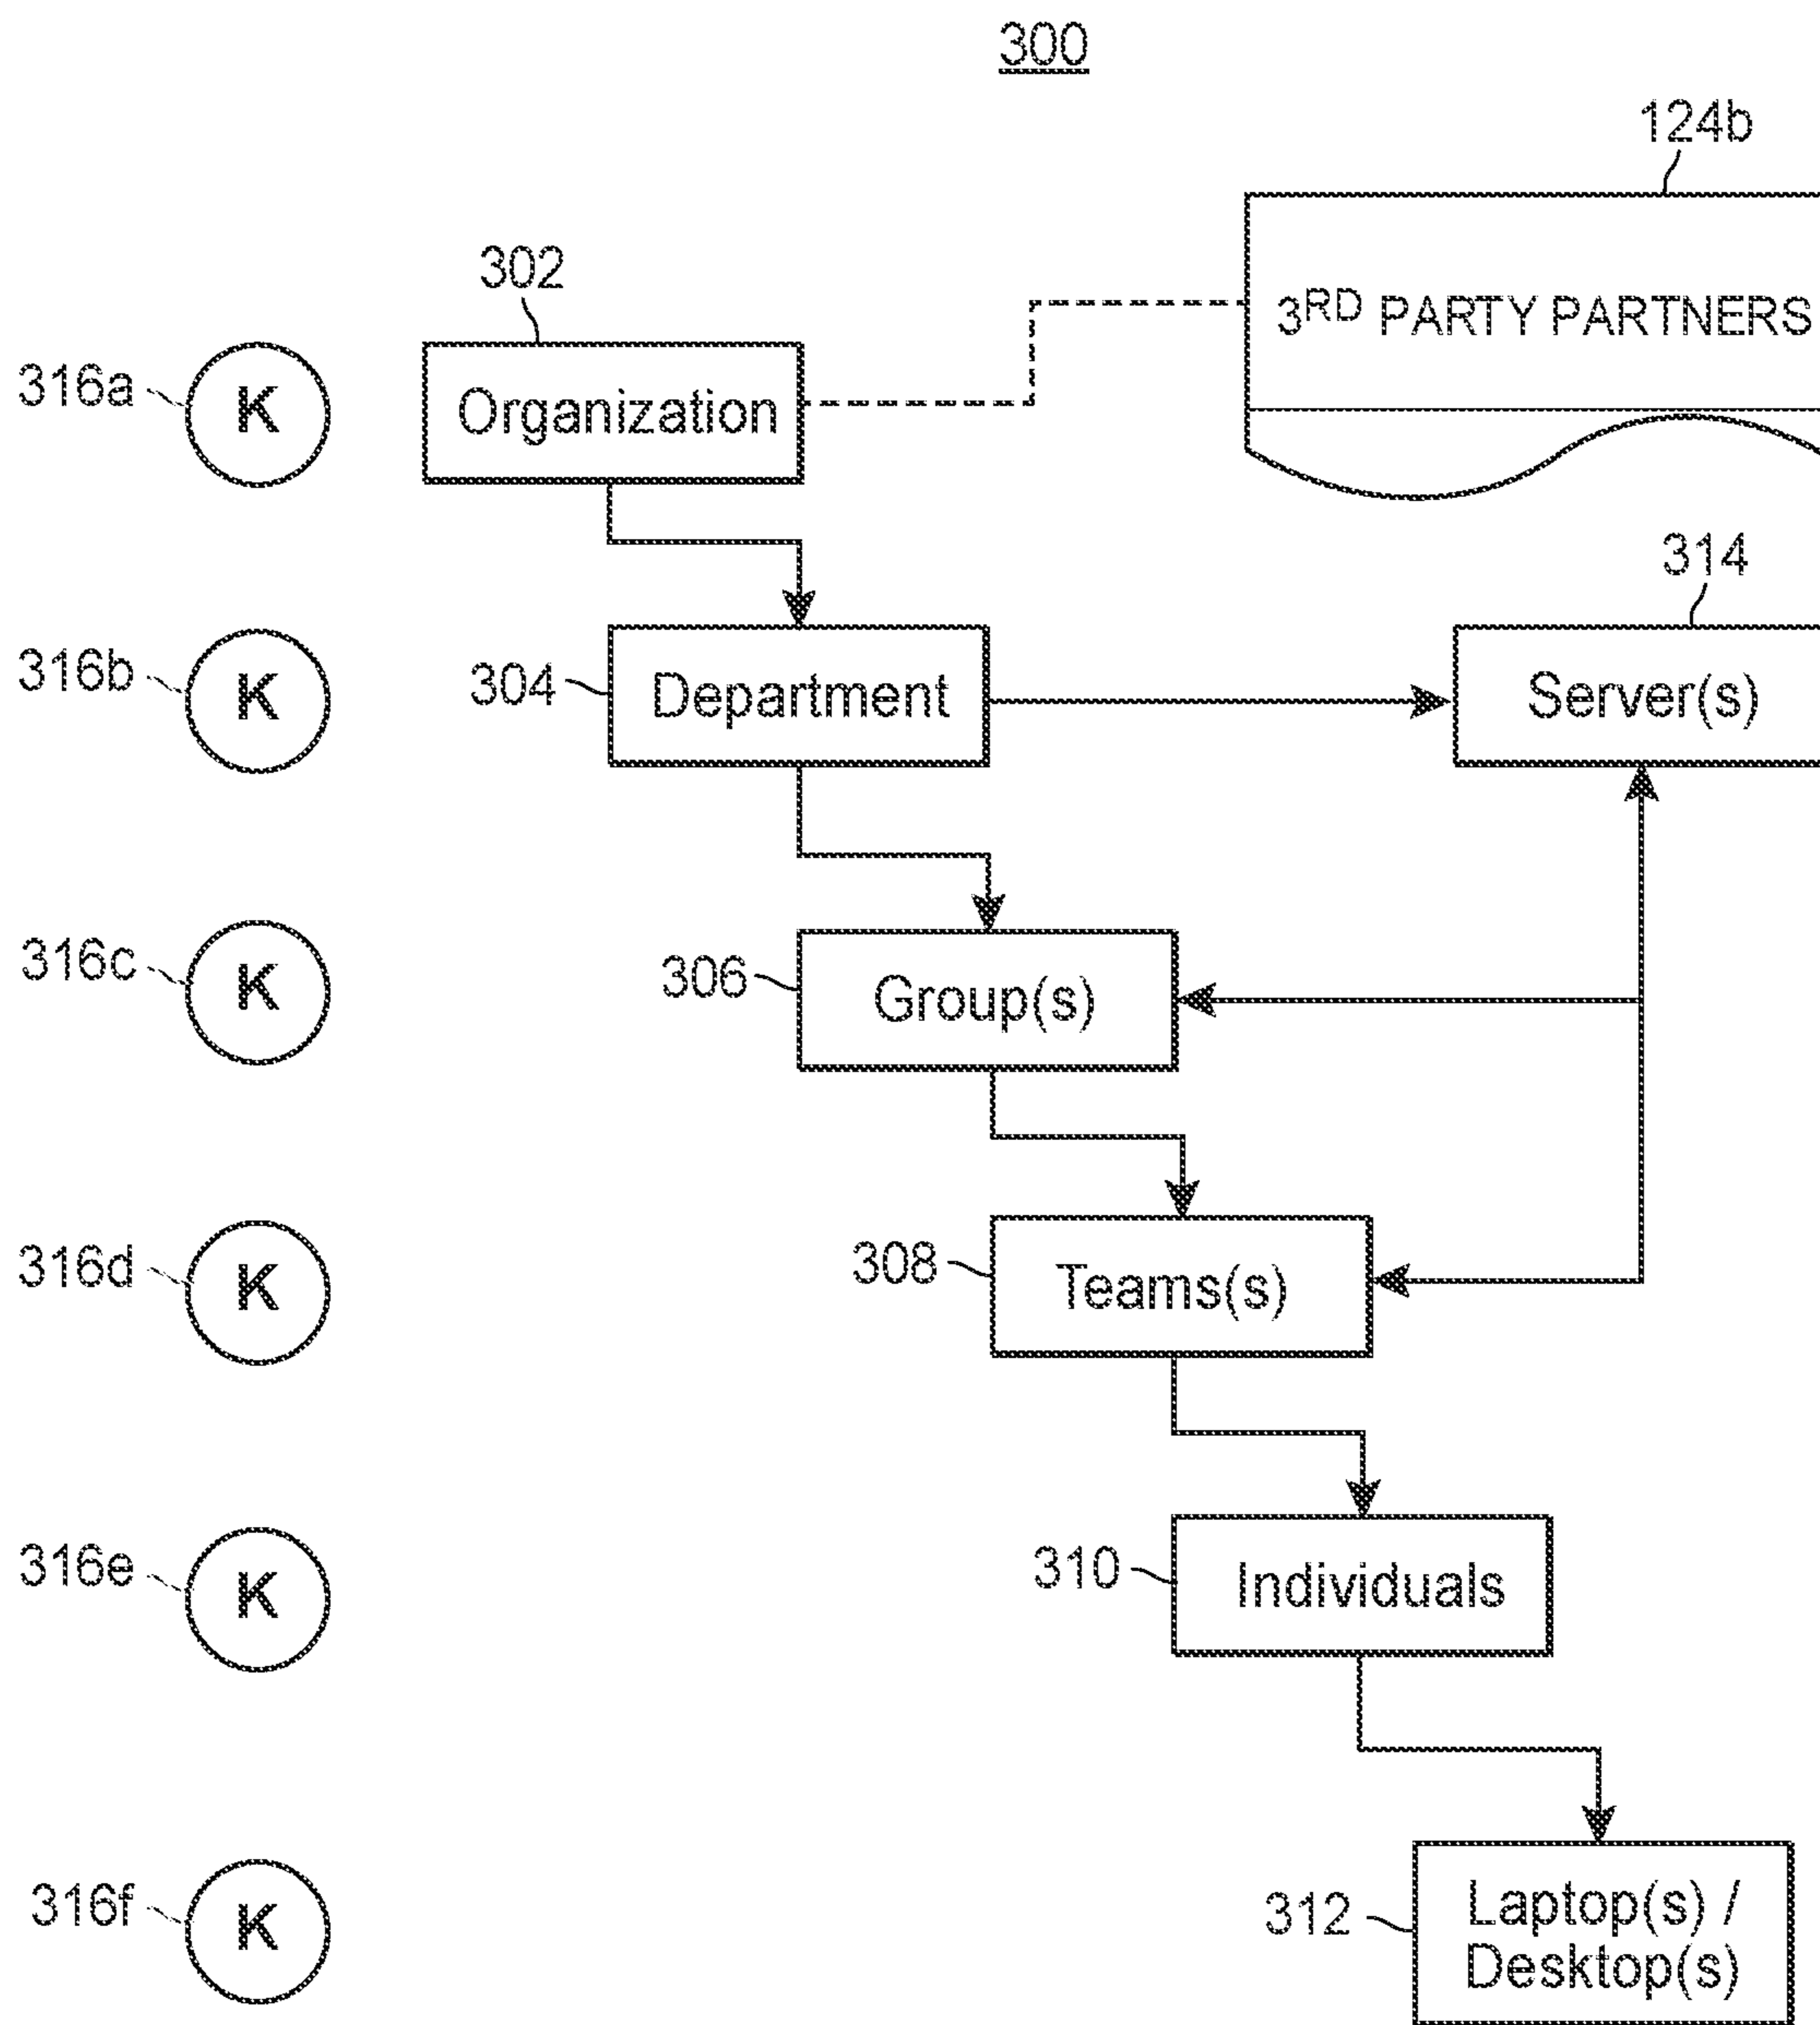 300
124b
3RD PARTY PARTNERS
302
316a
K
Organization
314
316b
K
304
Department
Server(s)
316c
K
306
Group(s)
316d
K
308
Teams(s)
316e
K
310
Individuals
316f
K
312
Laptop(s) /
Desktop(s)